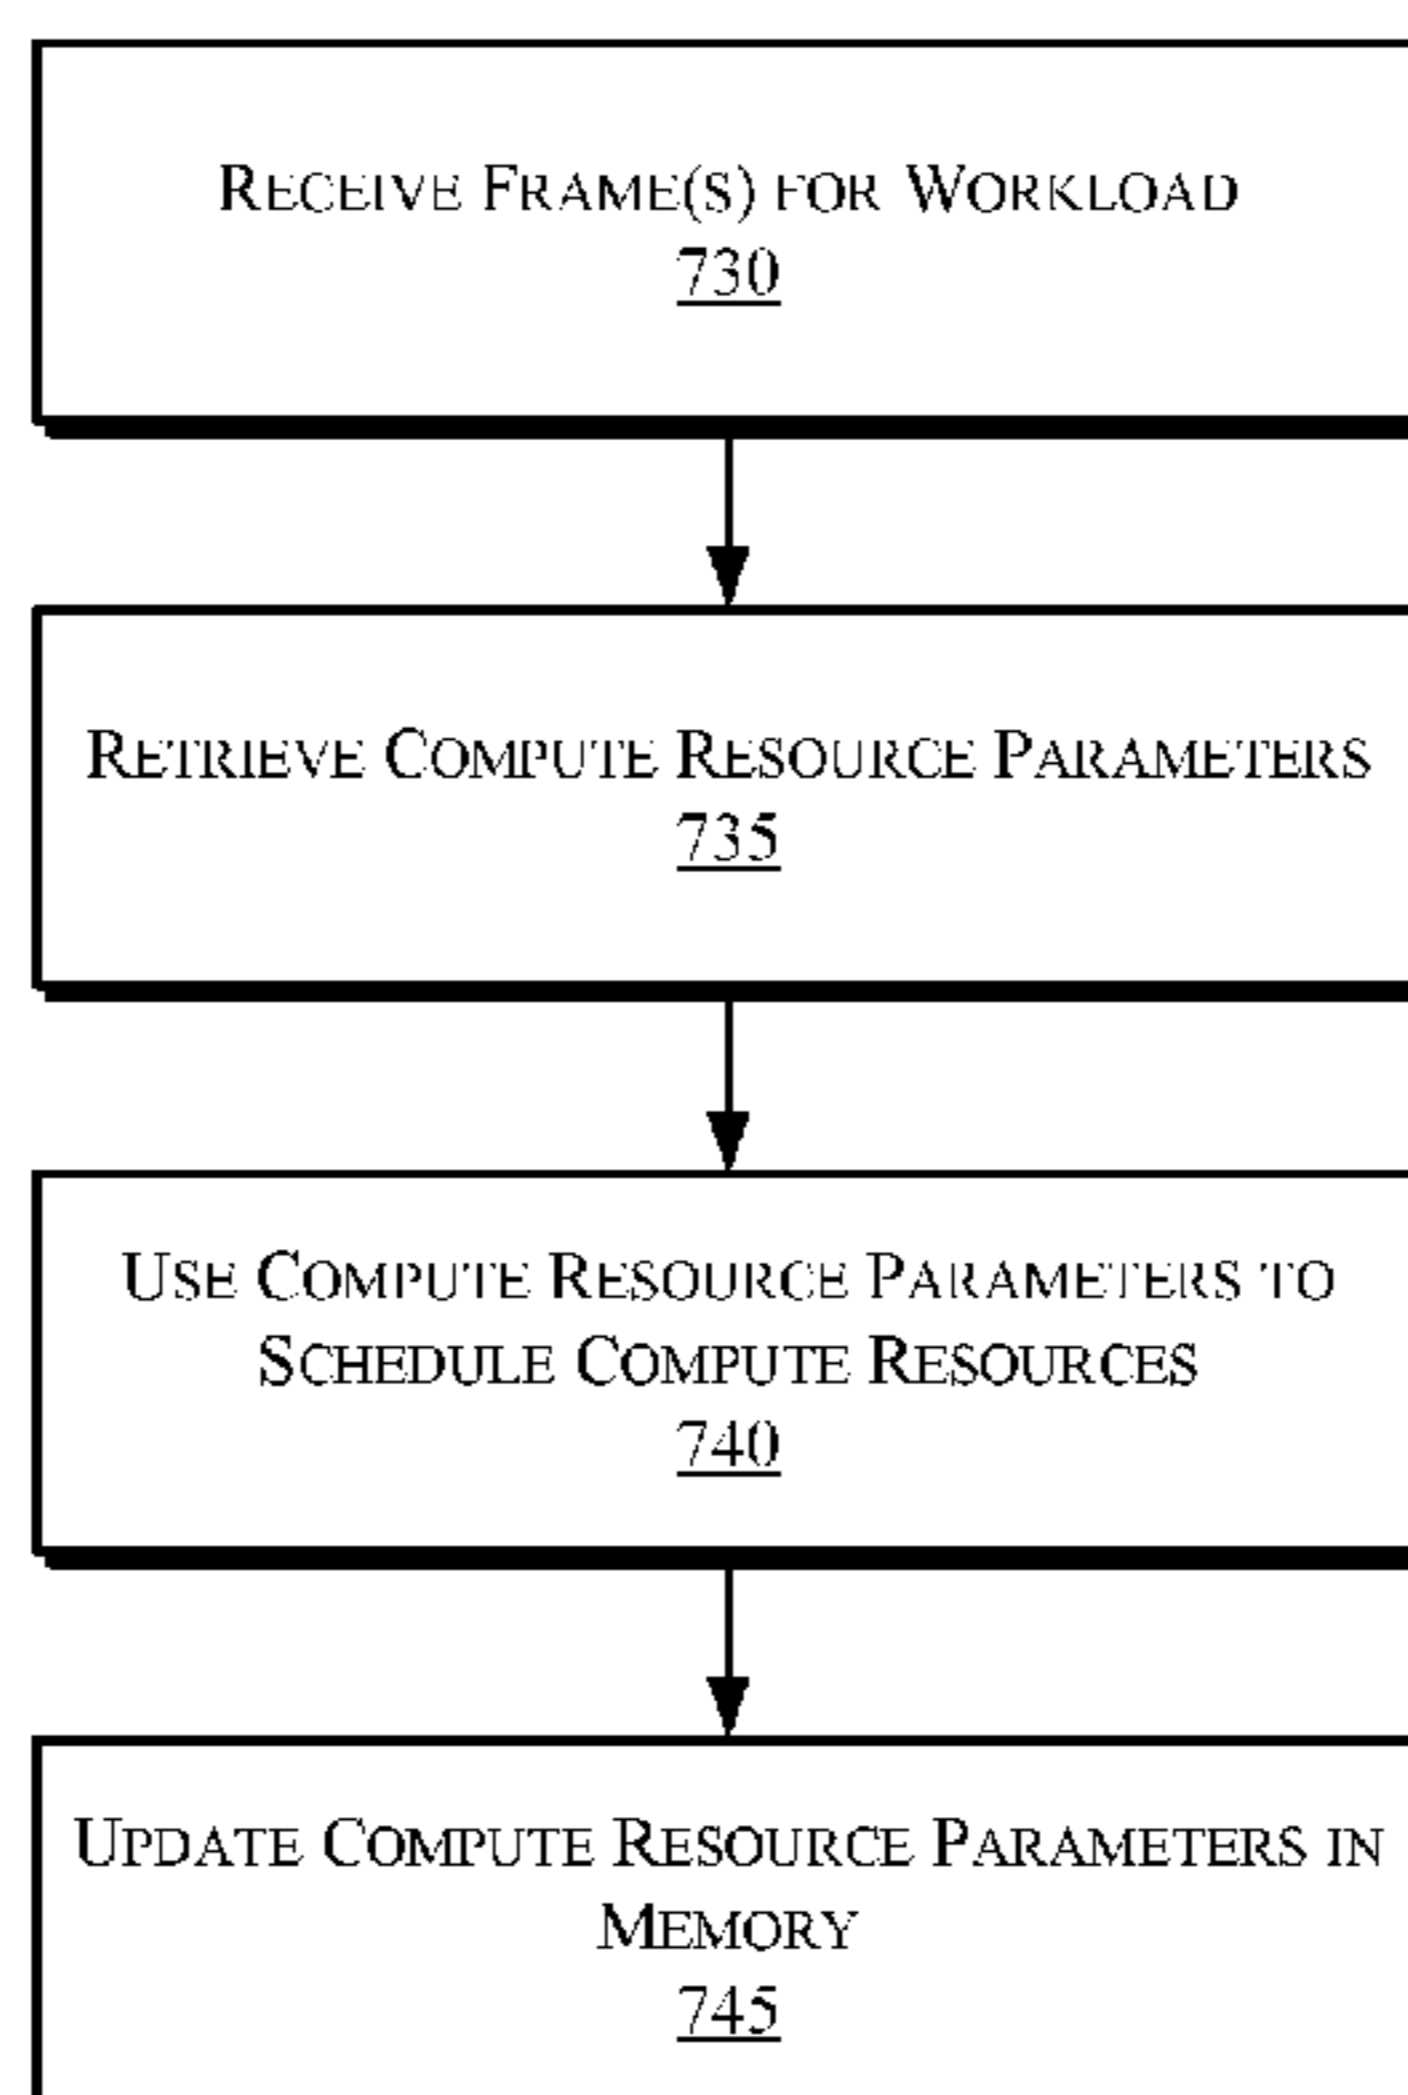 RECEIVE FRAME(S) FOR WORKLOAD
730
RETRIEVE COMPUTE RESOURCE PARAMETERS
735
USE COMPUTE RESOURCE PARAMETERS TO
SCHEDULE COMPUTE RESOURCES
740
UPDATE COMPUTE RESOURCE PARAMETERS IN
MEMORY
745